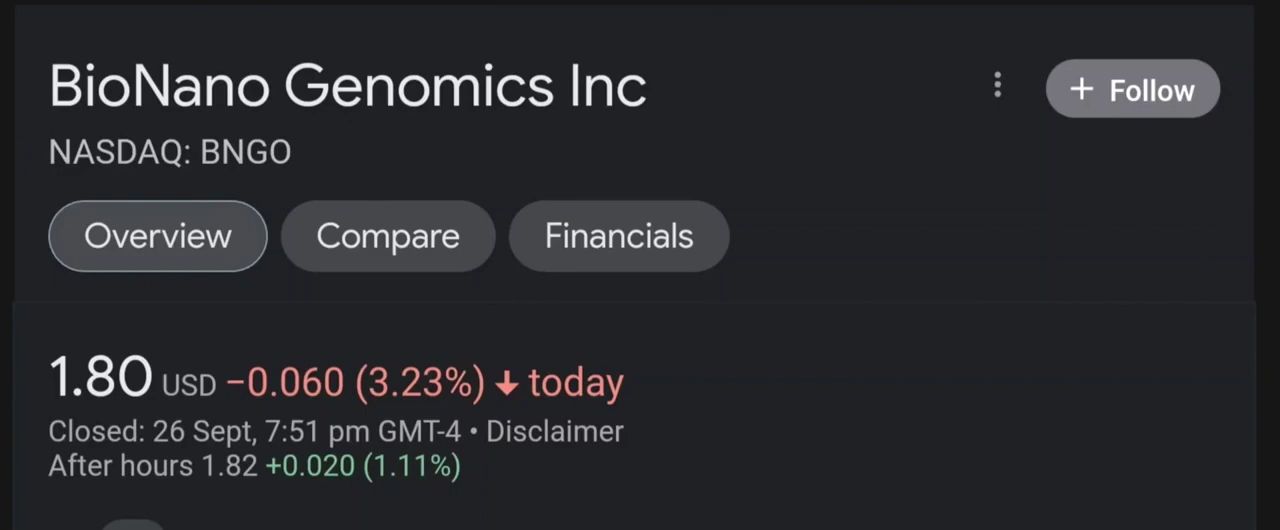 BioNano Genomics Inc
+ Follow
NASDAQ: BNGO
Overview Compare Financials
1.80 USD −0.060 (3.23%) ↓ today
Closed: 26 Sept, 7:51 pm GMT-4 • Disclaimer
After hours 1.82 +0.020 (1.11%)